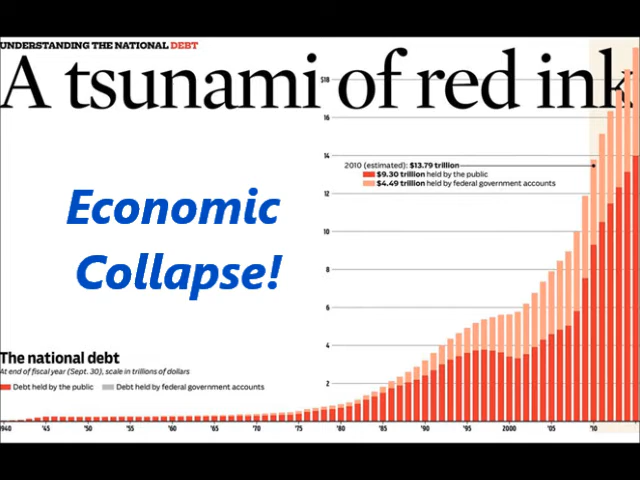 UNDERSTANDING THE NATIONAL DEBT
A tsunami of red ink
$18
16
2010 (estimated): $13.79 trillion
$9.30 trillion held by the public
$4.49 trillion held by federal government accounts
14
12
Economic
Collapse!
10
8
6
4
2
The national debt
At end of fiscal year (Sept. 30), scale in trillions of dollars
Debt held by the public
Debt held by federal government accounts
1940 '45 '50 '55 '60 '65 '70 '75 '80 '85 '90 '95 2000 '05 '10